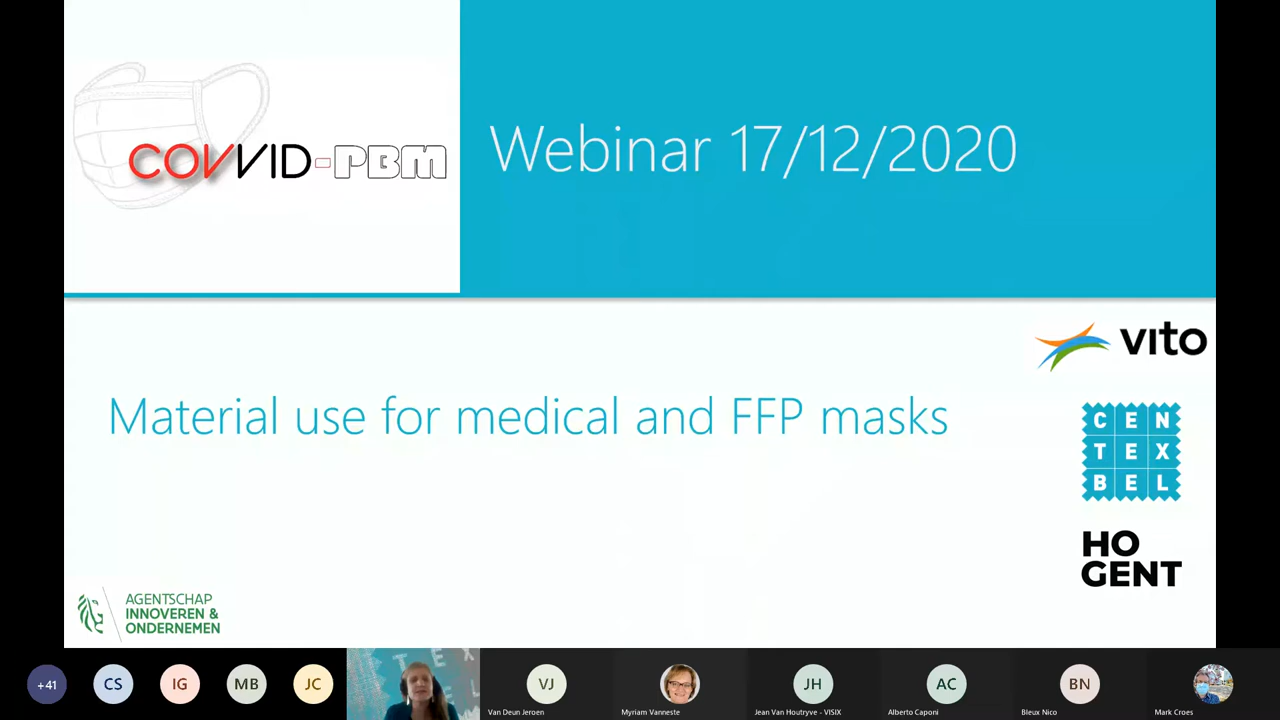 COVVID-PBM
Webinar 17/12/2020
Material use for medical and FFP masks
vito
CEN
TEX
BEL
HO
GENT
AGENTSCHAP
INNOVEREN &
ONDERNEMEN
+41
CS
IG
MB
JC
TEX
BEL
VJ
Van Deun Jeroen
Myriam Vanneste
JH
Jean Van Houtryve - VISIX
AC
Alberto Caponi
BN
Bleux Nico
Mark Croes